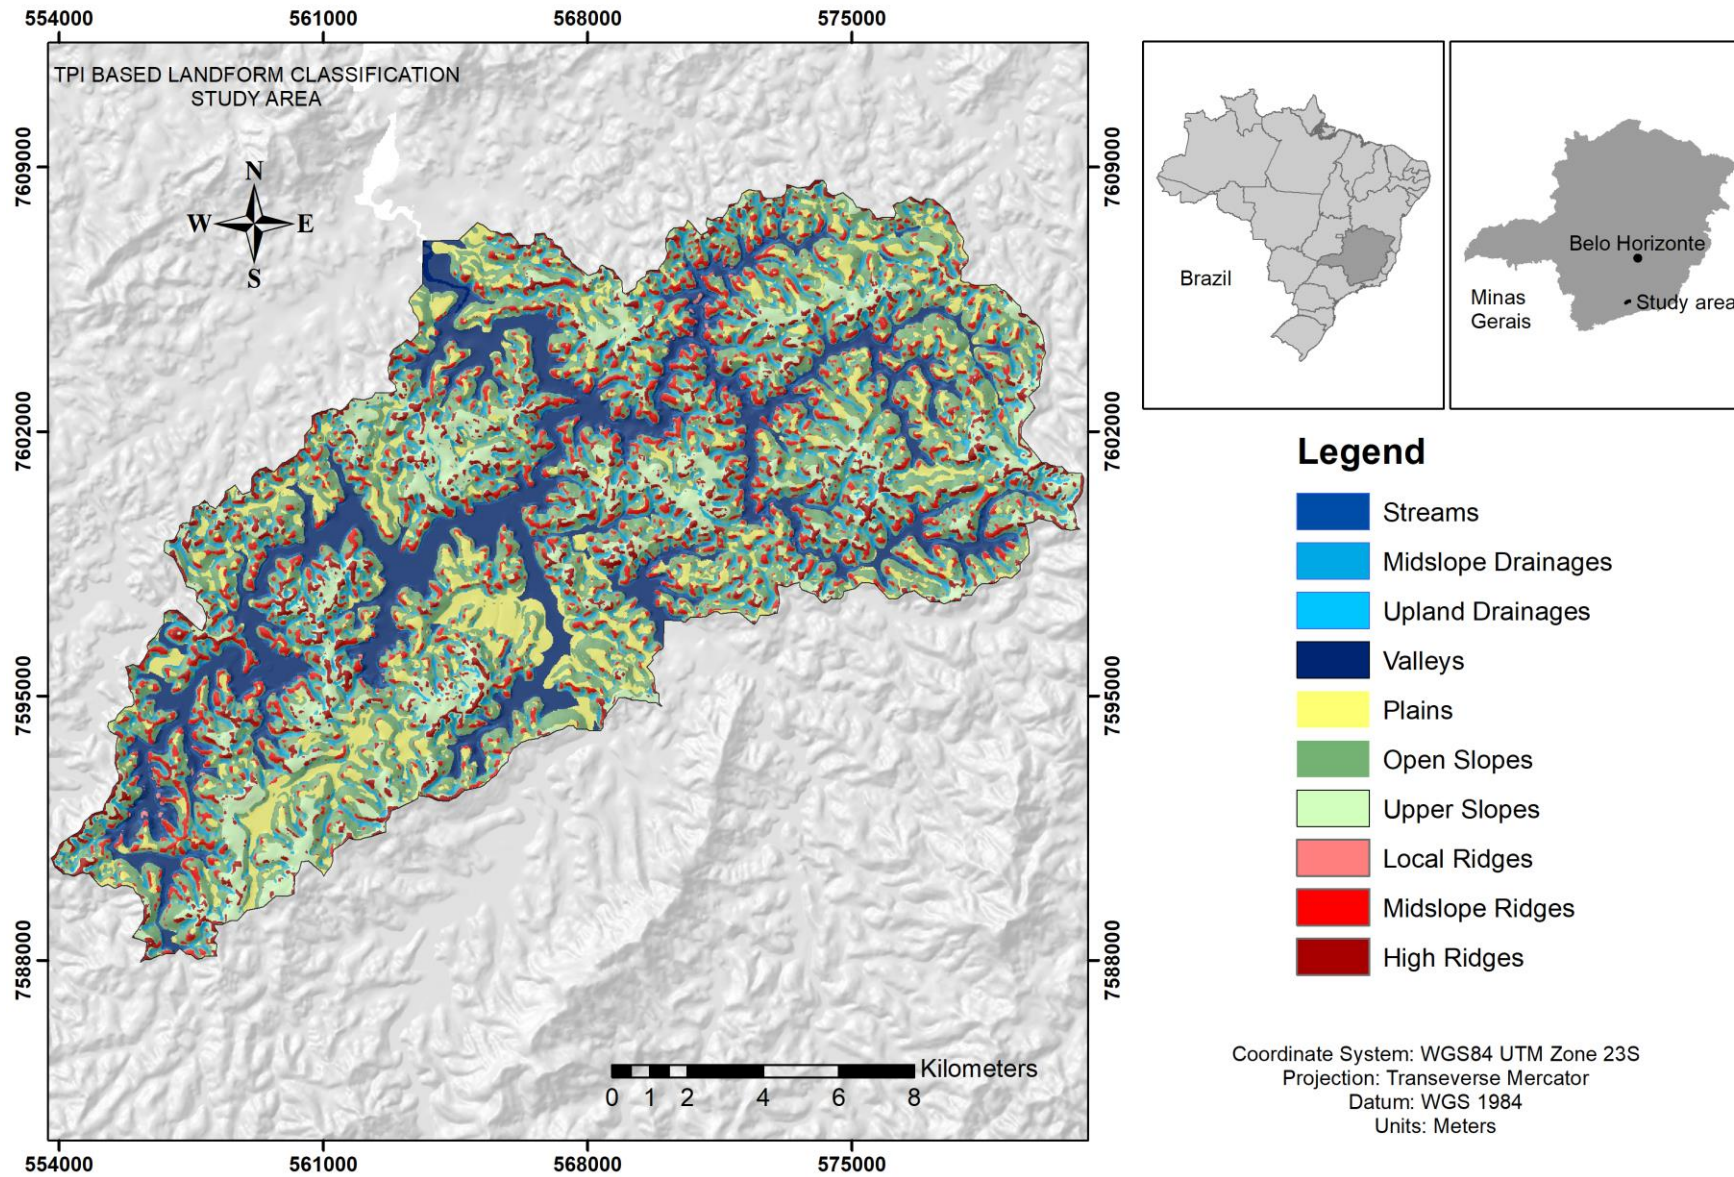 554000 561000 568000 575000
TPI BASED LANDFORM CLASSIFICATION
STUDY AREA
N
W E
S
7609000
7602000
7595000
7588000
7609000
7602000
7595000
7588000
Kilometers
0 1 2 4 6 8
554000 561000 568000 575000
Brazil
Belo Horizonte
Minas
Gerais
Study area
Legend
Streams
Midslope Drainages
Upland Drainages
Valleys
Plains
Open Slopes
Upper Slopes
Local Ridges
Midslope Ridges
High Ridges
Coordinate System: WGS84 UTM Zone 23S
Projection: Transeverse Mercator
Datum: WGS 1984
Units: Meters